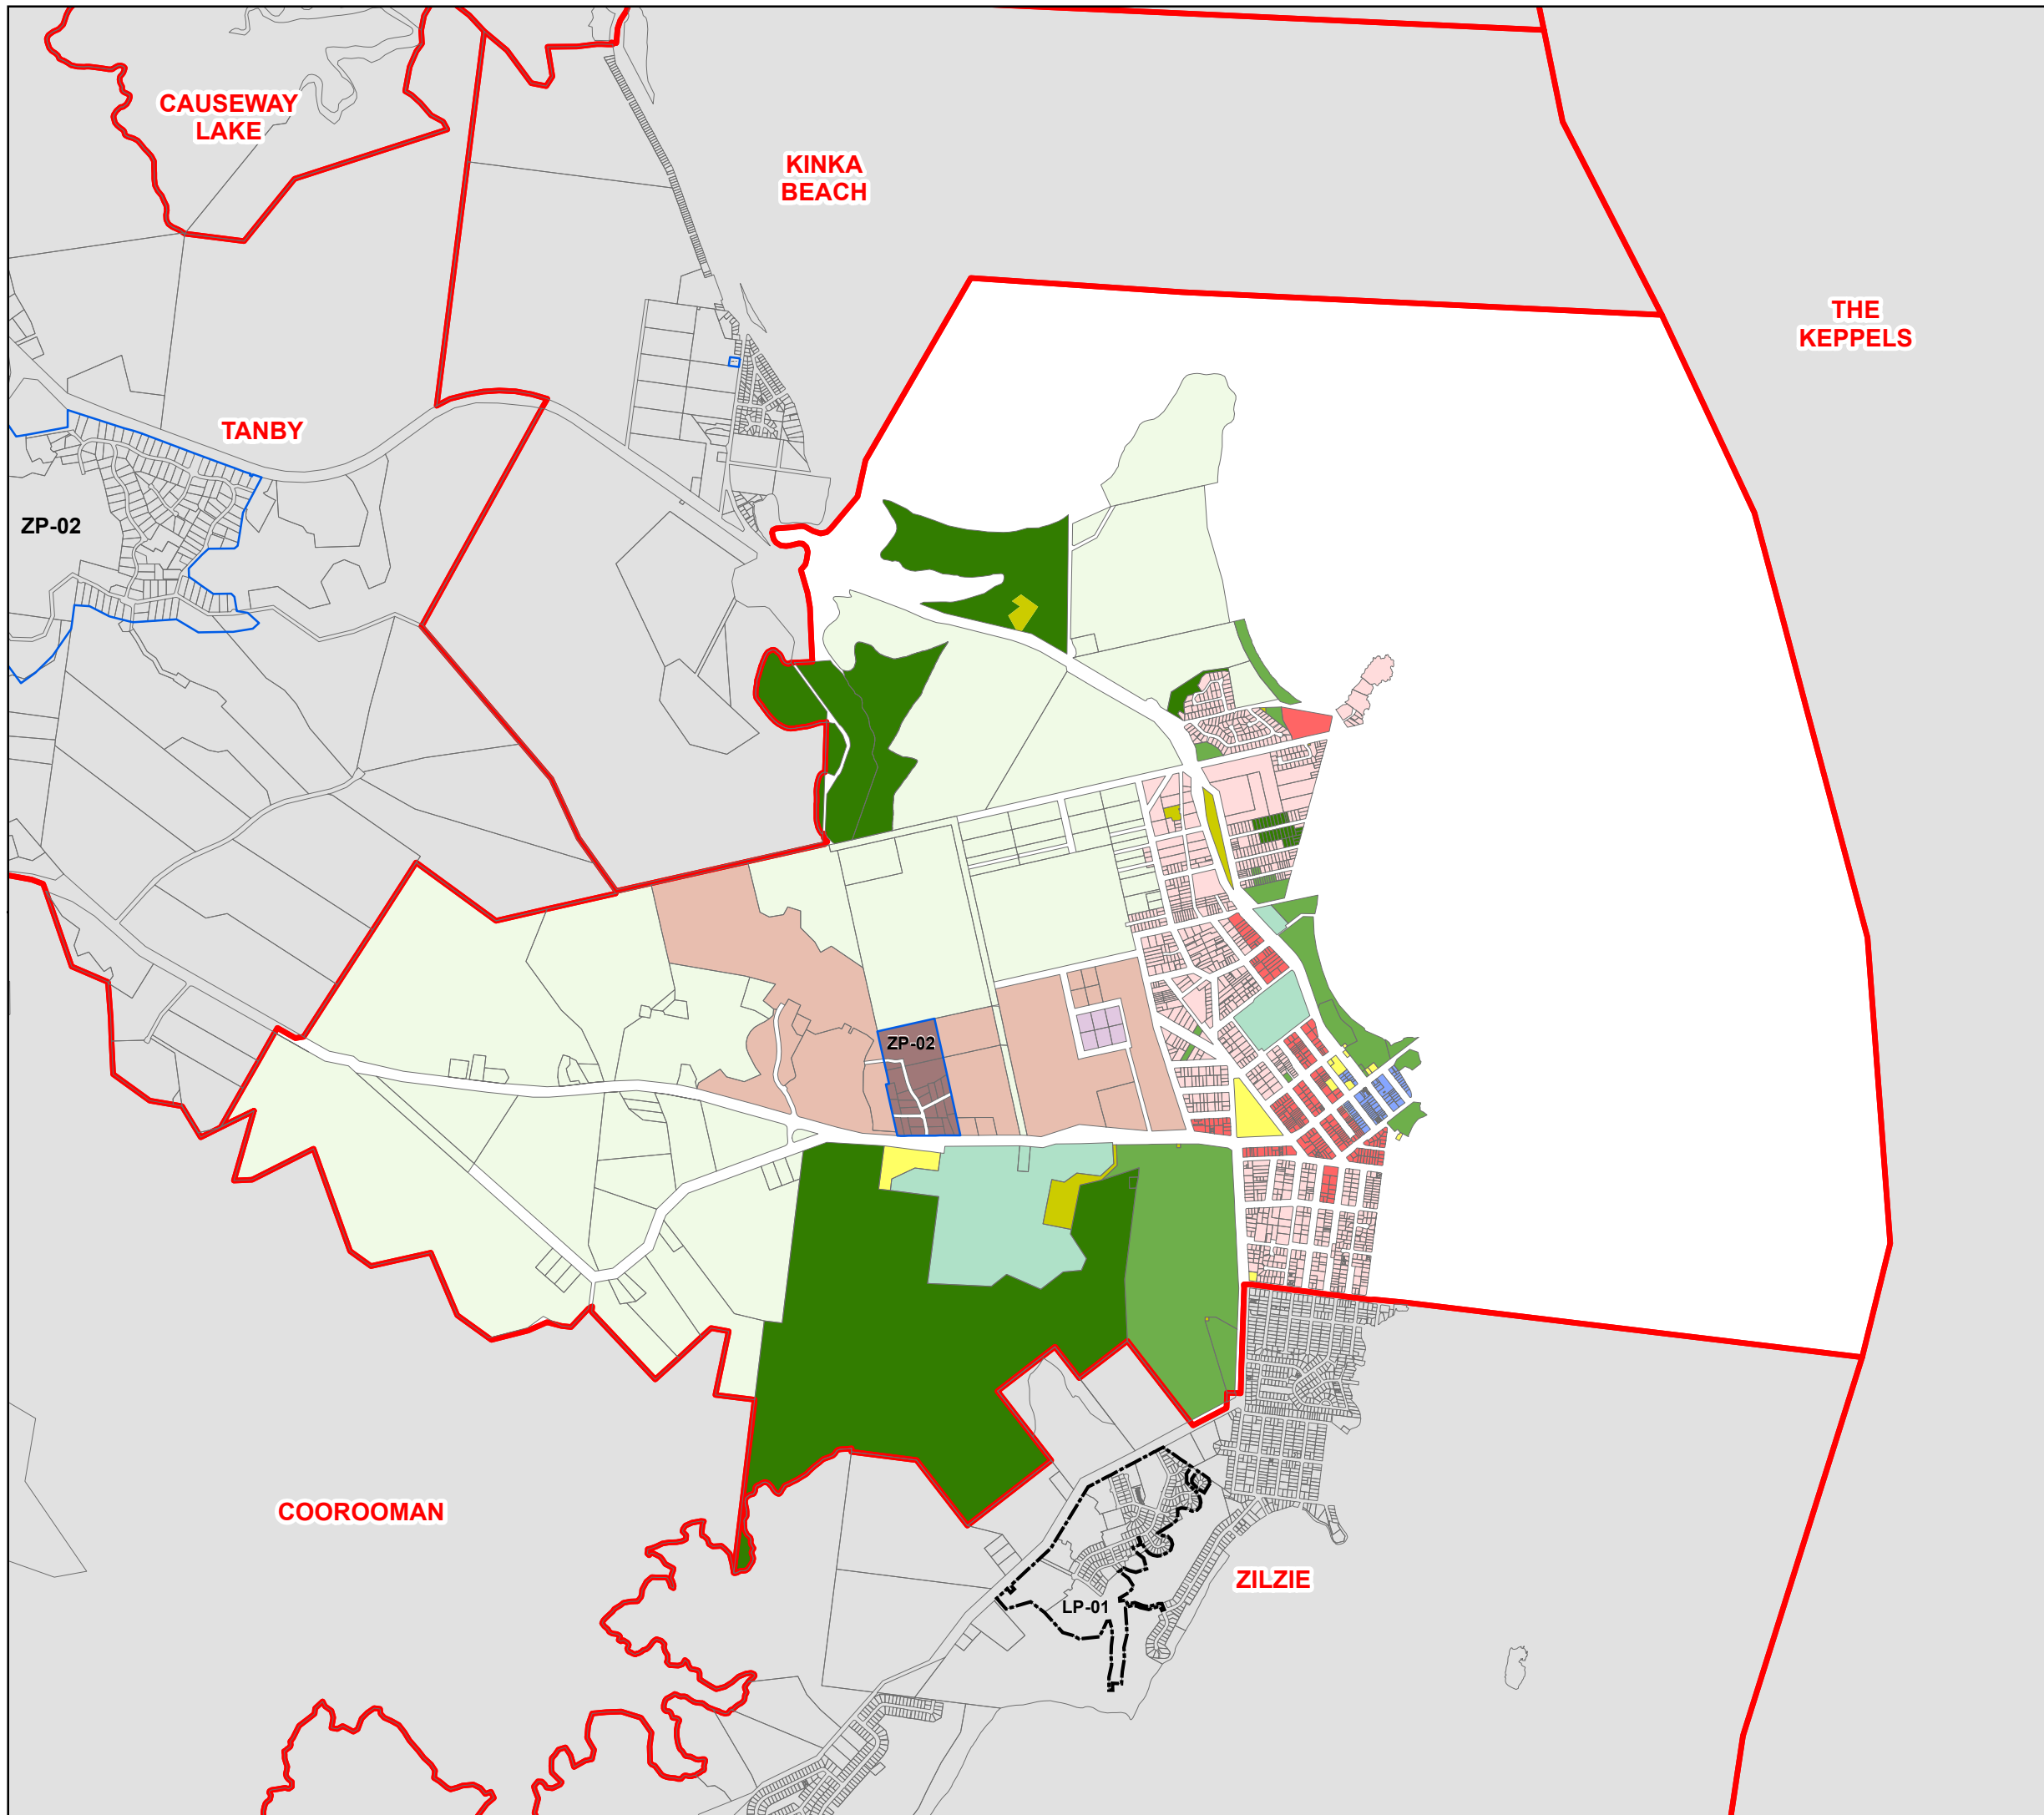 CAUSEWAY
LAKE
KINKA
BEACH
THE
KEPPELS
TANBY
ZP-02
ZP-02
COOROOMAN
ZILZIE
LP-01